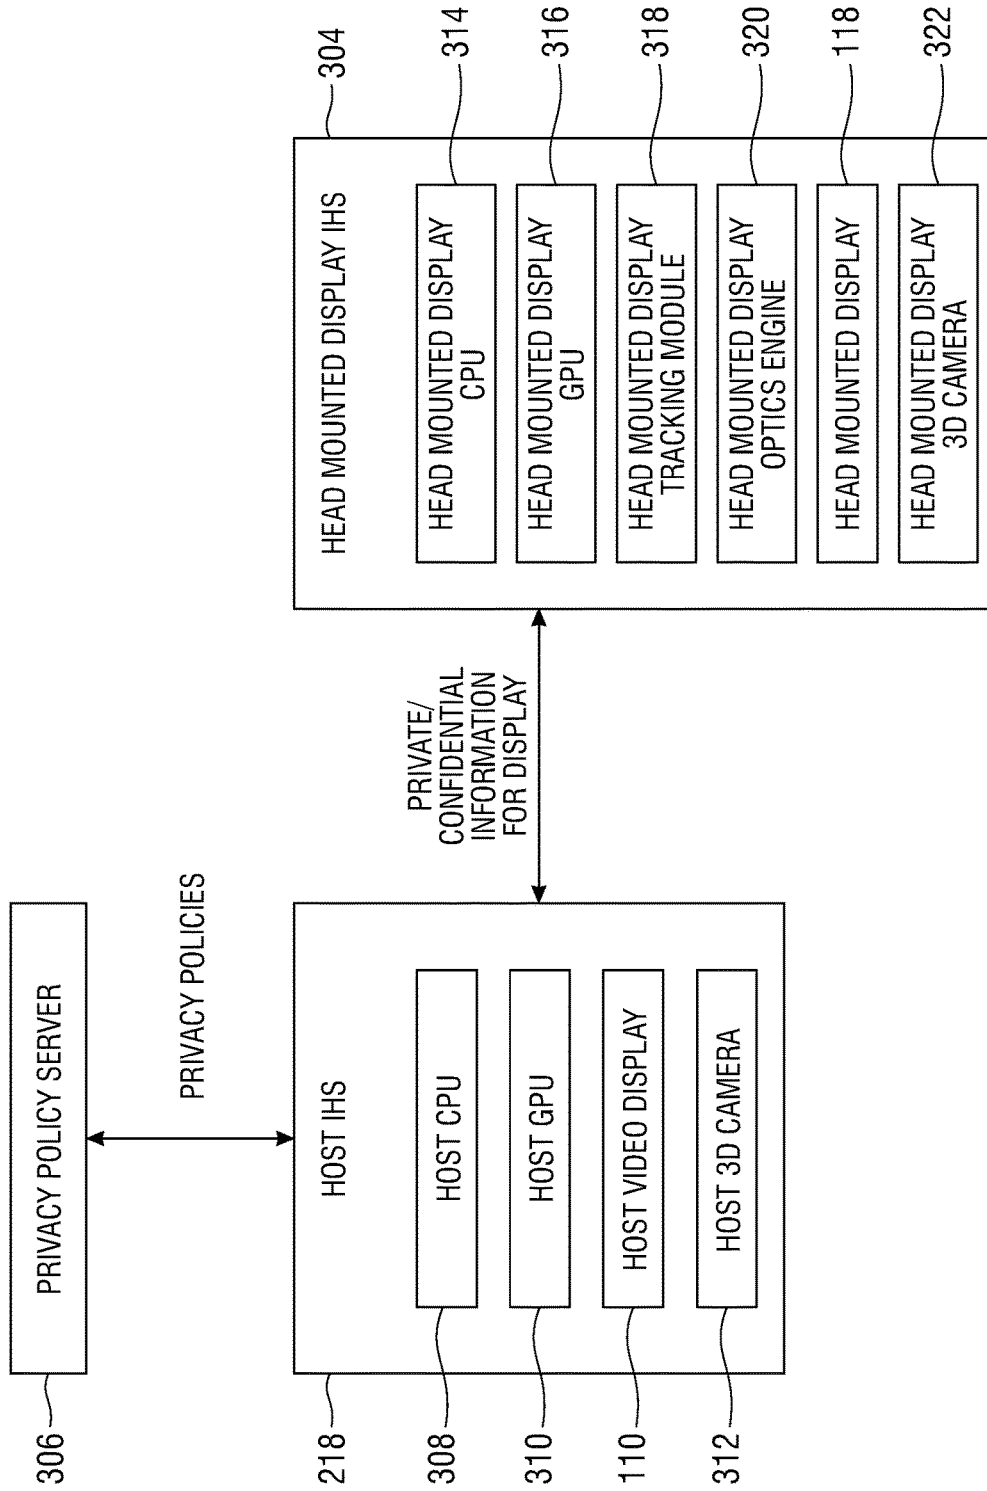 306
PRIVACY POLICY SERVER
PRIVACY POLICIES
218
HOST IHS
308
HOST CPU
310
HOST GPU
110
HOST VIDEO DISPLAY
312
HOST 3D CAMERA
PRIVATE/
CONFIDENTIAL
INFORMATION
FOR DISPLAY
304
HEAD MOUNTED DISPLAY IHS
HEAD MOUNTED DISPLAY
CPU
314
HEAD MOUNTED DISPLAY
GPU
316
HEAD MOUNTED DISPLAY
TRACKING MODULE
318
HEAD MOUNTED DISPLAY
OPTICS ENGINE
320
HEAD MOUNTED DISPLAY
118
HEAD MOUNTED DISPLAY
3D CAMERA
322